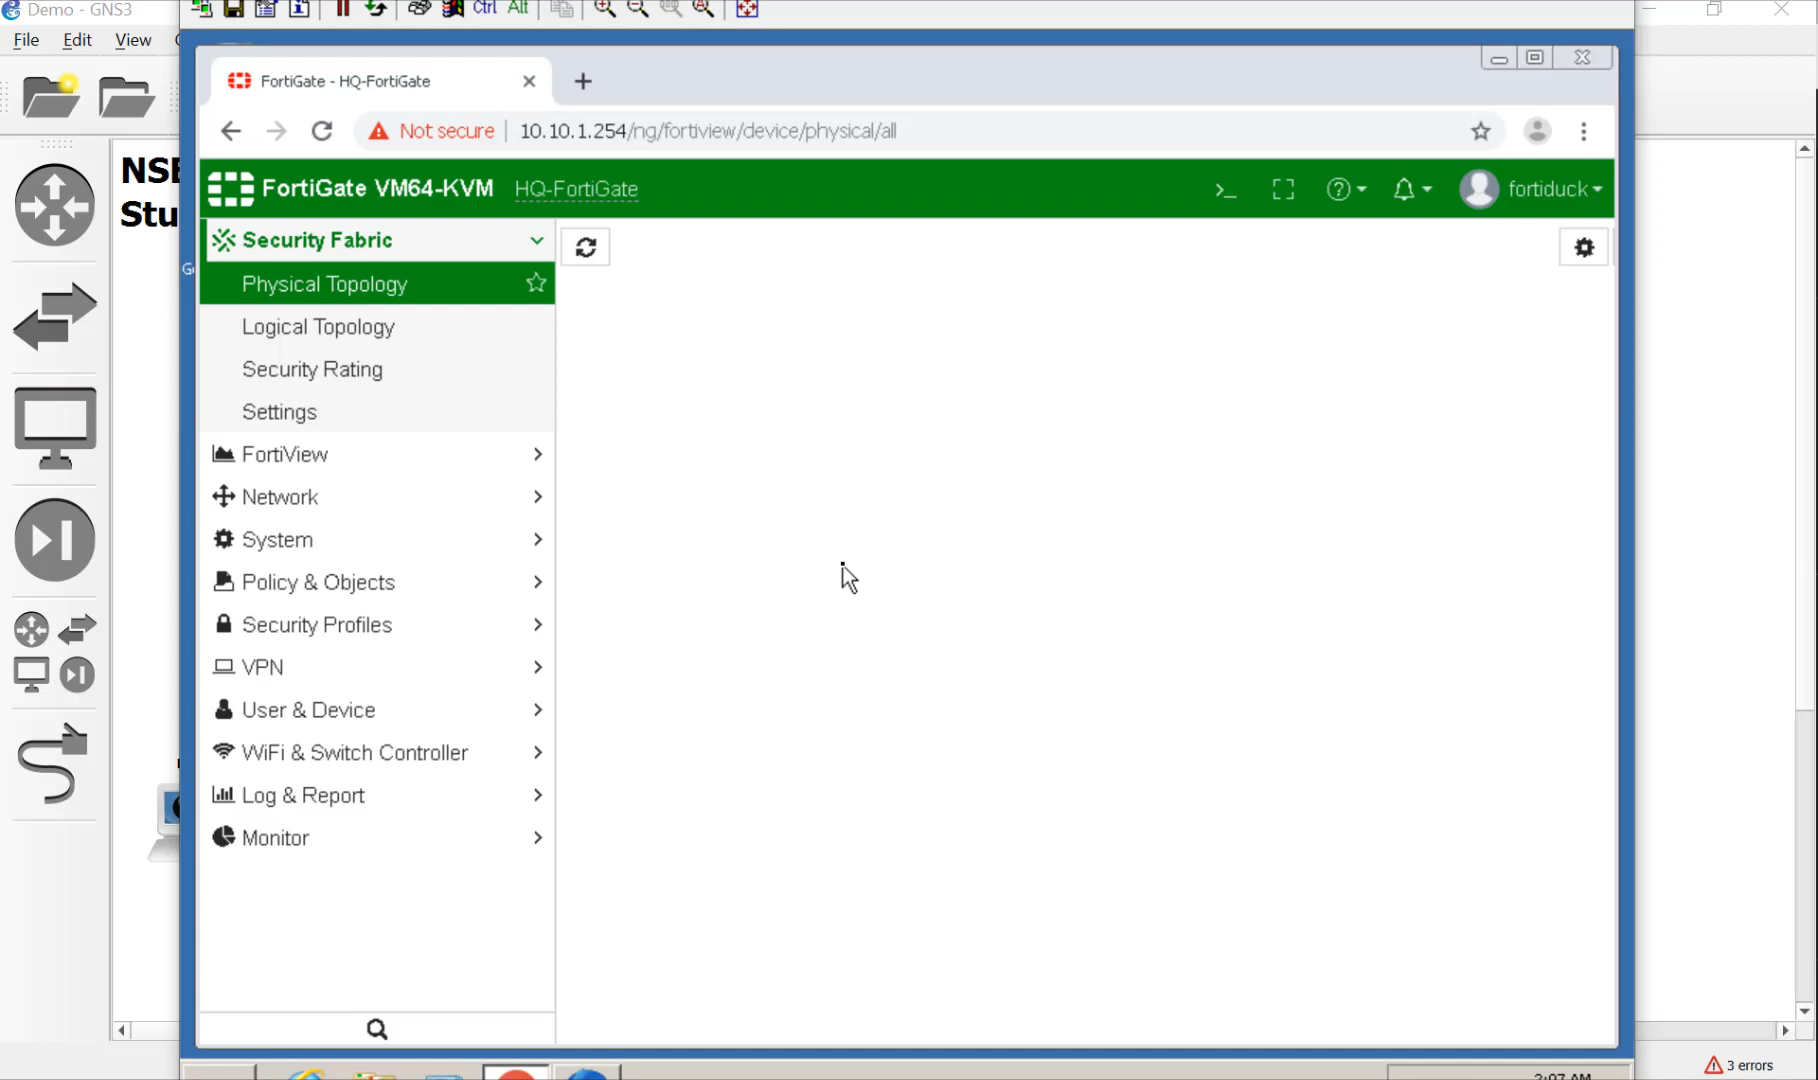 Demo - GNS3
File Edit View
Ctrl Alt
FortiGate - HQ-FortiGate
Not secure | 10.10.1.254/ng/fortiview/device/physical/all
FortiGate VM64-KVM HQ-FortiGate
>_
fortiduck
Security Fabric
Physical Topology
Logical Topology
Security Rating
Settings
FortiView
Network
System
Policy & Objects
Security Profiles
VPN
User & Device
WiFi & Switch Controller
Log & Report
Monitor
3 errors